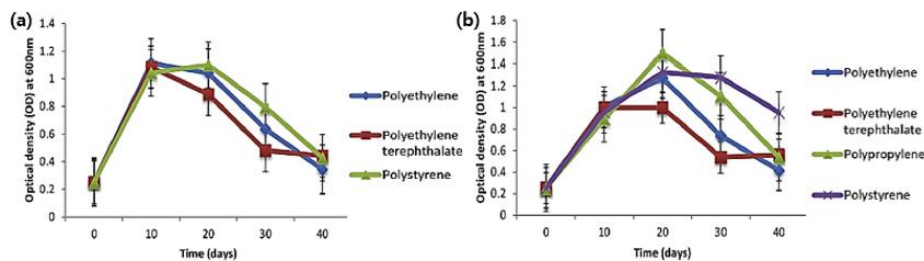 (a)
Optical density (OD) at 600nm
1.4
1.2
1
0.8
0.6
0.4
0.2
0
0 10 20 30 40
Time (days)
Polyethylene
Polyethylene
terephthalate
Polystyrene
(b)
Optical density (OD) at 600nm
1.8
1.6
1.4
1.2
1
0.8
0.6
0.4
0.2
0
0 10 20 30 40
Time (days)
Polyethylene
Polyethylene
terephthalate
Polypropylene
Polystyrene